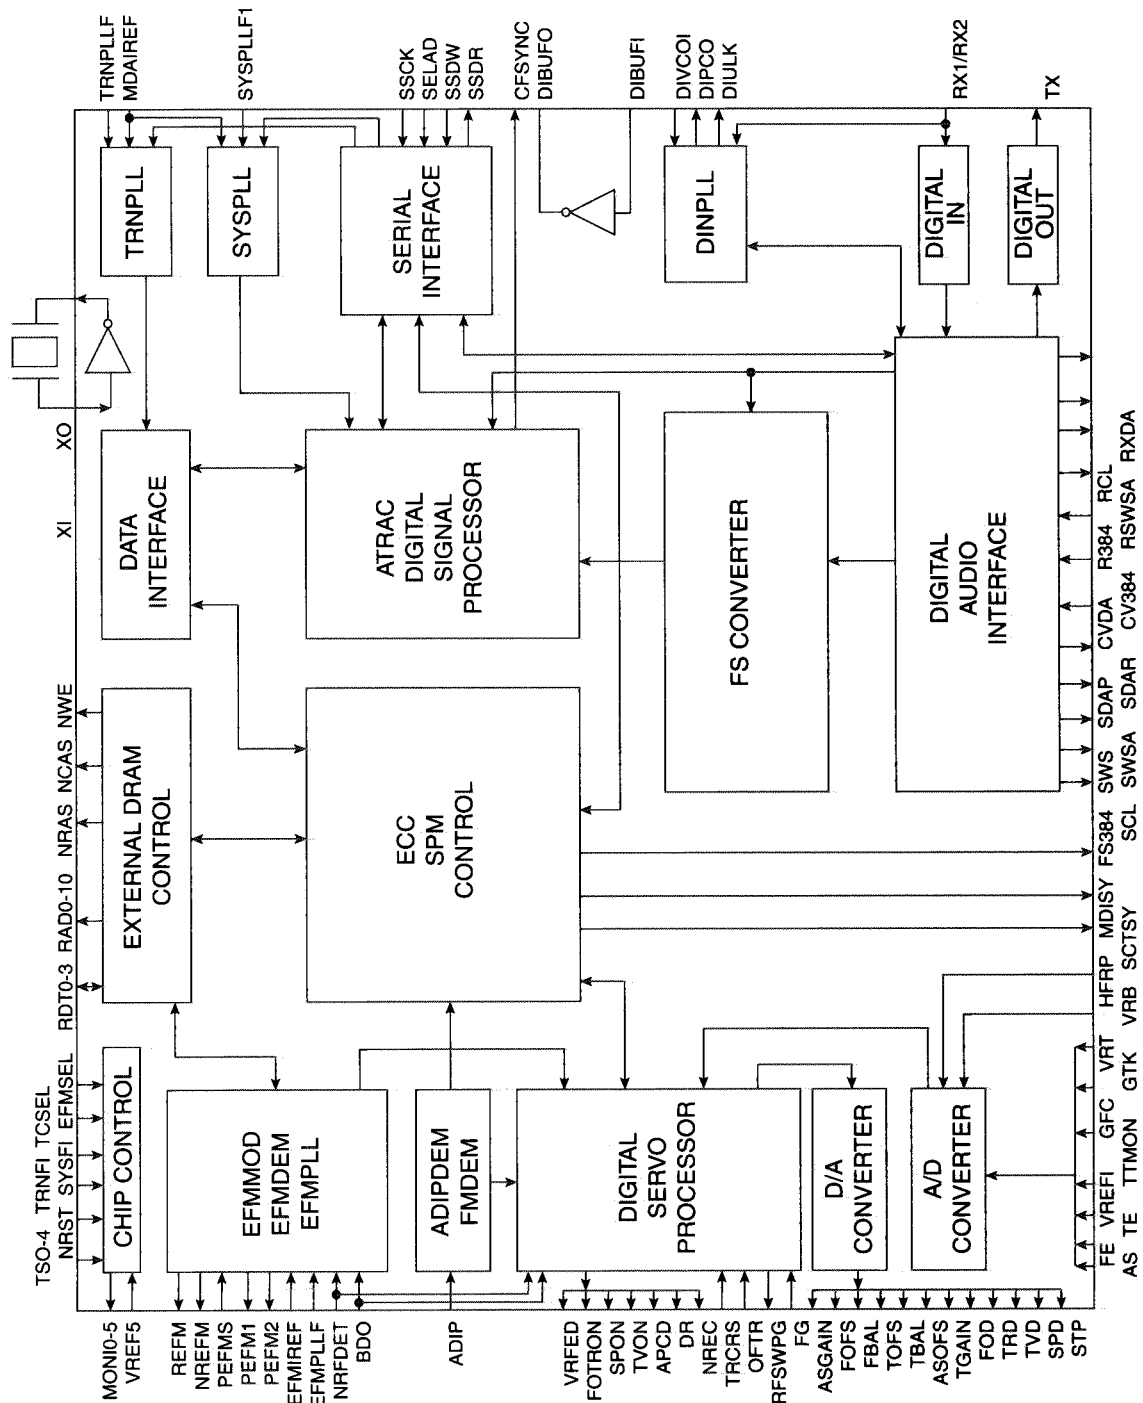 TRNPLLF
MDAIREF
SYSPLLF1
SSCK
SELAD
SSDW
SSDR
CFSYNC
DIBUFO
DIBUFI
DIVCOI
DIPCO
DIULK
RX1/RX2
TX
TRNPLL
SYSPLL
SERIAL
INTERFACE
DINPLL
DIGITAL
IN
DIGITAL
OUT
XO
XI
DATA
INTERFACE
ATRAC
DIGITAL
SIGNAL
PROCESSOR
FS CONVERTER
DIGITAL
AUDIO
INTERFACE
RXDA
RCL
RSWSA
R384
CV384
CVDA
SDAR
SDAP
SWSA
SWS
SCL
FS384
NWE
NCAS
NRAS
RAD0-10
RDT0-3
EXTERNAL DRAM
CONTROL
ECC
SPM
CONTROL
MDISY
SCTSY
HFRP
VRB
EFMSEL
TCSEL
SYSFI
TRNFI
NRST
TSO-4
CHIP CONTROL
EFMMOD
EFMDEM
EFMPLL
ADIPDEM
FMDEM
DIGITAL
SERVO
PROCESSOR
D/A
CONVERTER
A/D
CONVERTER
VRT
GTK
GFC
TTMON
VREFI
TE
FE
AS
MONI0-5
VREF5
REFM
NREFM
PEFMS
PEFM1
PEFM2
EFMIREF
EFMPLLF
NRFDET
BDO
ADIP
VRFED
FOTRON
SPON
TVON
APCD
DR
NREC
TRCRS
OFTR
RFSWPG
FG
ASGAIN
FOFS
FBAL
TOFS
TBAL
ASOFS
TGAIN
FOD
TRD
TVD
SPD
STP